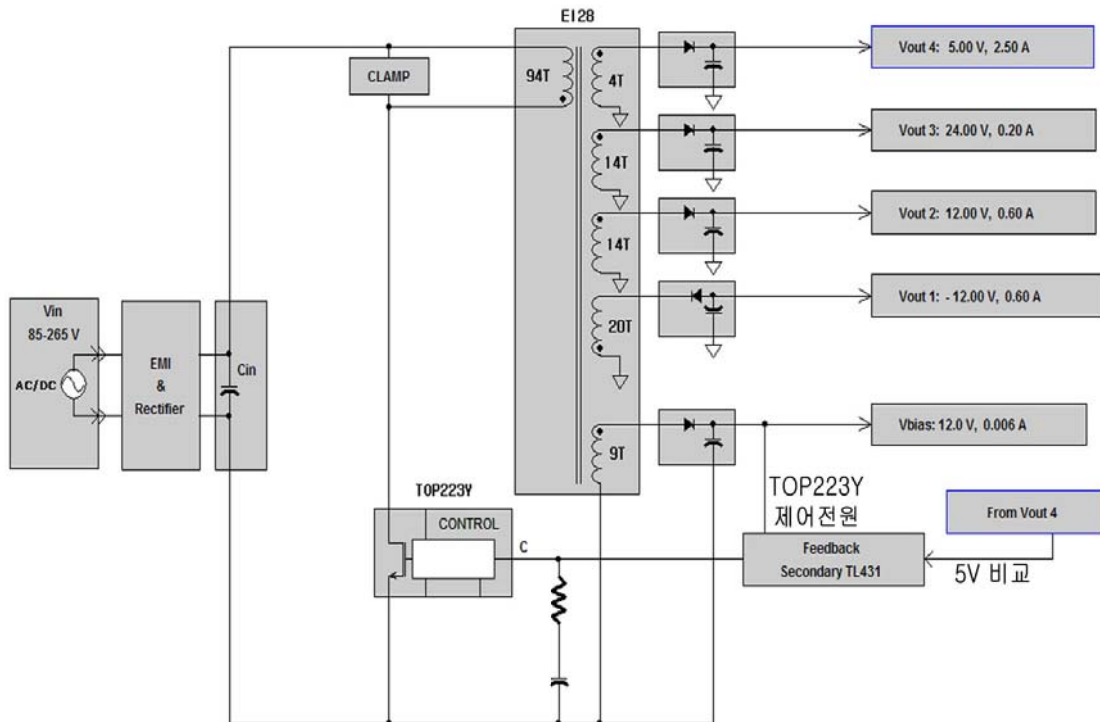 EI28
94T
4T
14T
14T
20T
9T
CLAMP
Vout 4: 5.00 V, 2.50 A
Vout 3: 24.00 V, 0.20 A
Vout 2: 12.00 V, 0.60 A
Vout 1: - 12.00 V, 0.60 A
Vin
85-265 V
AC/DC
EMI
&
Rectifier
Cin
Vbias: 12.0 V, 0.006 A
TOP223Y
CONTROL
C
TOP223Y
제어전원
From Vout 4
Feedback
Secondary TL431
5V 비교